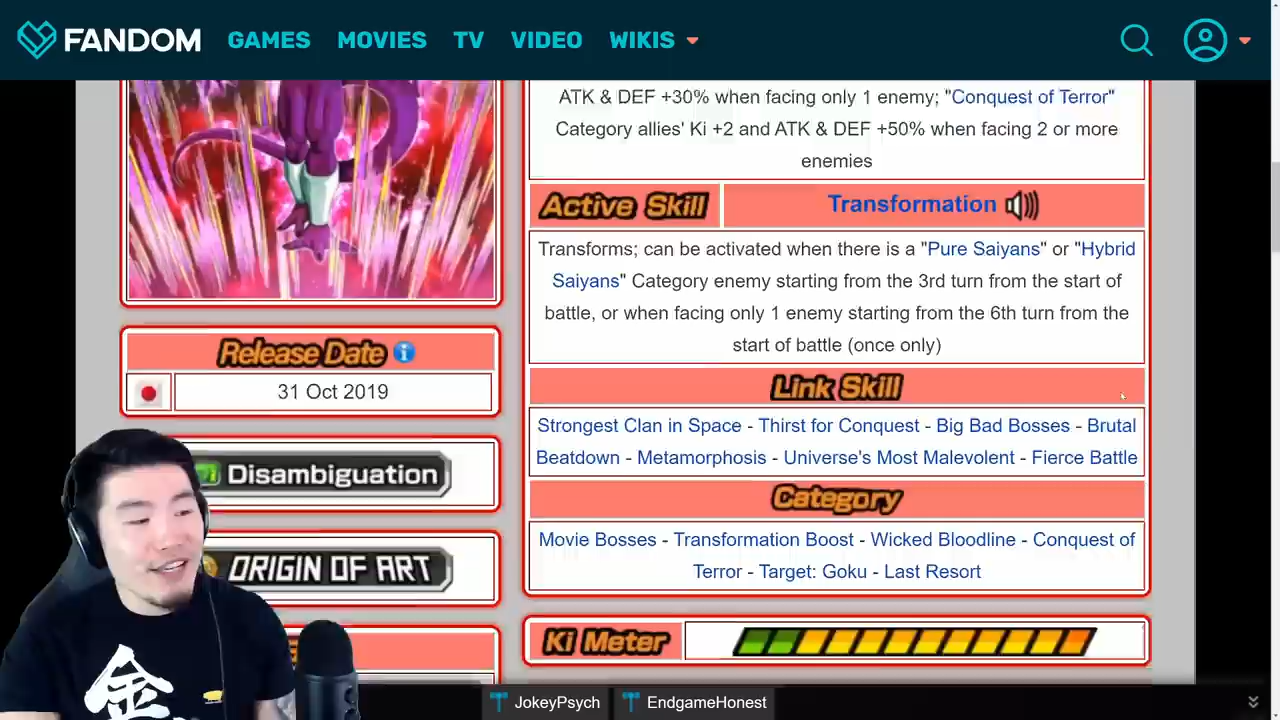 FANDOM GAMES MOVIES TV VIDEO WIKIS
ATK & DEF +30% when facing only 1 enemy; "Conquest of Terror"
Category allies' Ki +2 and ATK & DEF +50% when facing 2 or more
enemies
Active Skill Transformation
Transforms; can be activated when there is a "Pure Saiyans" or "Hybrid
Saiyans" Category enemy starting from the 3rd turn from the start of
battle, or when facing only 1 enemy starting from the 6th turn from the
start of battle (once only)
Release Date
31 Oct 2019
Link Skill
Strongest Clan in Space - Thirst for Conquest - Big Bad Bosses - Brutal
Beatdown - Metamorphosis - Universe's Most Malevolent - Fierce Battle
Disambiguation
Category
Movie Bosses - Transformation Boost - Wicked Bloodline - Conquest of
Terror - Target: Goku - Last Resort
ORIGIN OF ART
Ki Meter
金
JokeyPsych EndgameHonest